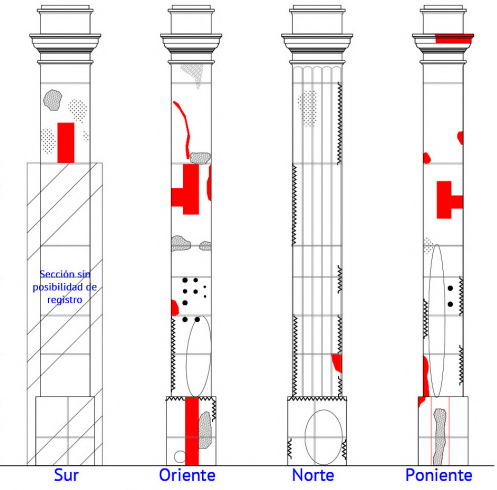 Sección sin
posibilidad de
registro
Sur
Oriente
Norte
Poniente